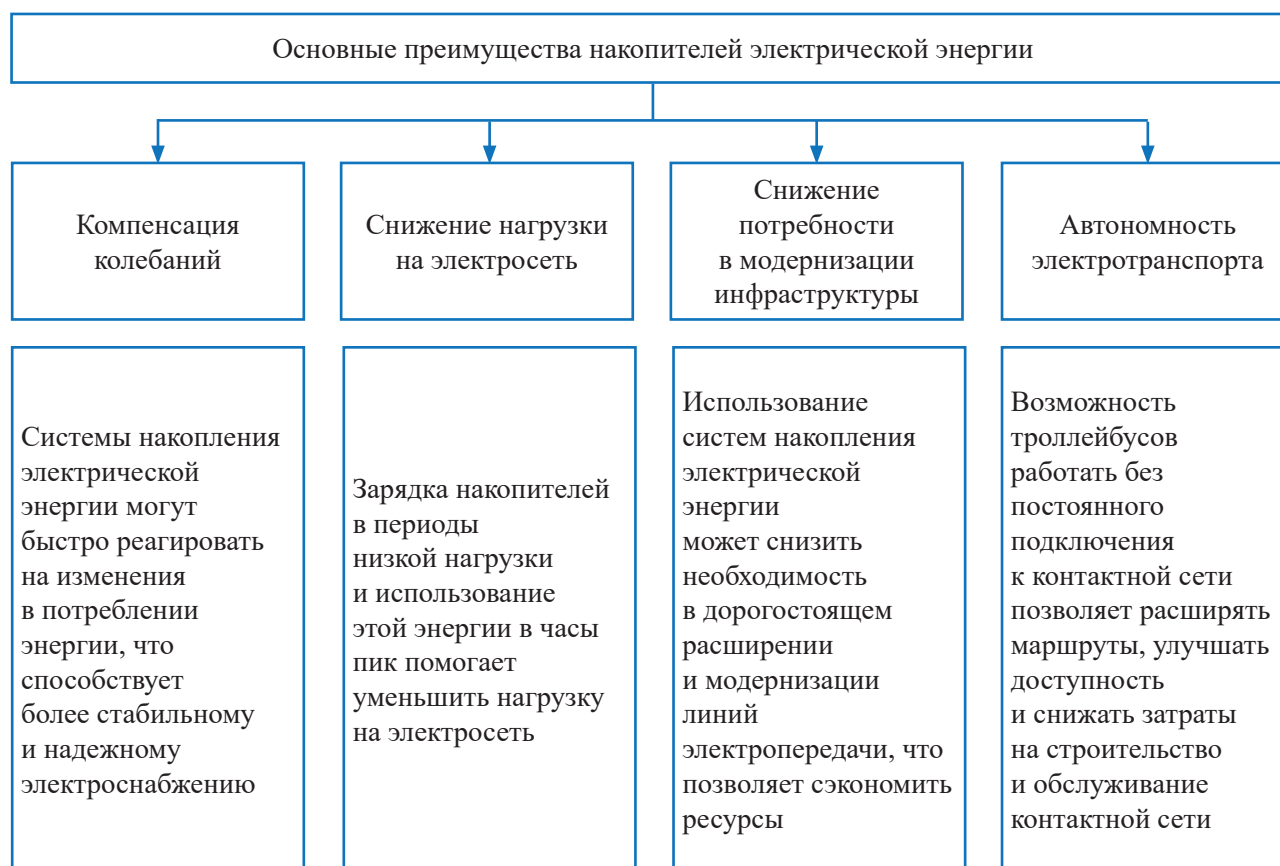 Основные преимущества накопителей электрической энергии
Компенсация
колебаний
Снижение нагрузки
на электросеть
Снижение
потребности
в модернизации
инфраструктуры
Автономность
электротранспорта
Системы накопления
электрической
энергии могут
быстро реагировать
на изменения
в потреблении
энергии, что
способствует
более стабильному
и надежному
электроснабжению
Зарядка накопителей
в периоды
низкой нагрузки
и использование
этой энергии в часы
пик помогает
уменьшить нагрузку
на электросеть
Использование
систем накопления
электрической
энергии
может снизить
необходимость
в дорогостоящем
расширении
и модернизации
линий
электропередачи, что
позволяет сэкономить
ресурсы
Возможность
троллейбусов
работать без
постоянного
подключения
к контактной сети
позволяет расширять
маршруты, улучшать
доступность
и снижать затраты
на строительство
и обслуживание
контактной сети